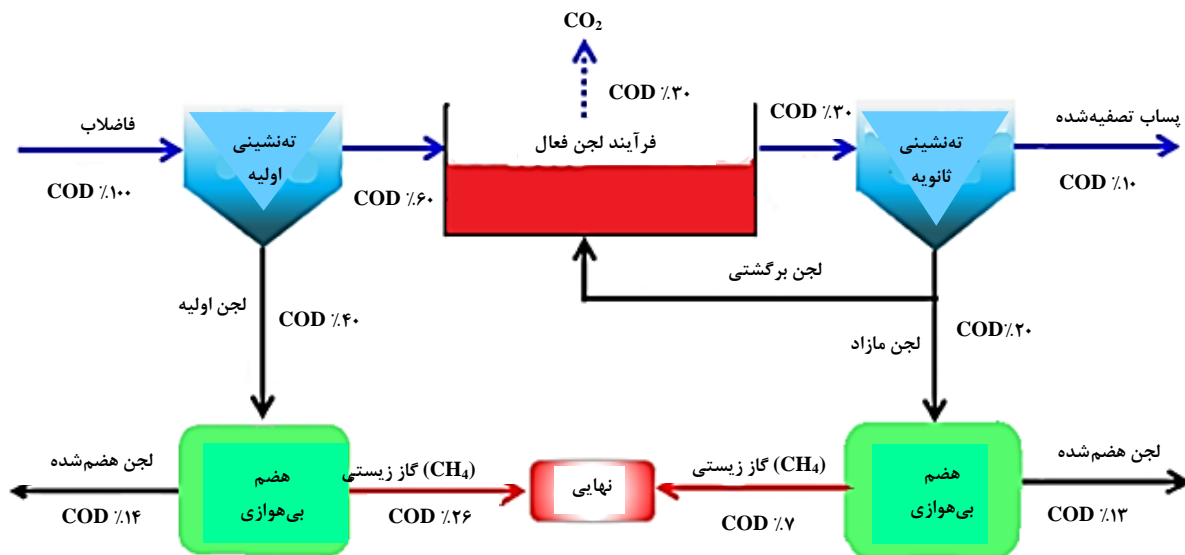 CO₂
COD ٪۳۰
فاضلاب
COD ٪۱۰۰
ته‌نشینی
اولیه
COD ٪۶۰
فرآیند لجن فعال
COD ٪۳۰
ته‌نشینی
ثانویه
پساب تصفیه‌شده
COD ٪۱۰
لجن برگشتی
لجن اولیه
COD ٪۴۰
COD٪۲۰
لجن مازاد
لجن هضم‌شده
COD ٪۱۴
هضم
بی‌هوازی
گاز زیستی (CH₄)
COD ٪۲۶
نهایی
گاز زیستی (CH₄)
COD ٪۷
هضم
بی‌هوازی
لجن هضم‌شده
COD ٪۱۳